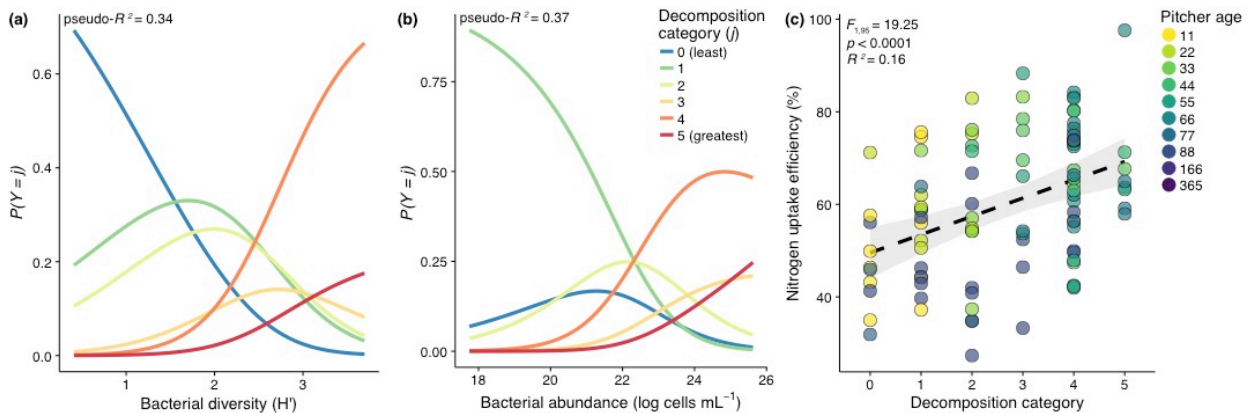 (a)
pseudo-R² = 0.34
P(Y = j)
0.6
0.4
0.2
0.0
1
2
3
Bacterial diversity (H')
(b)
pseudo-R² = 0.37
Decomposition
category (j)
0 (least)
1
2
3
4
5 (greatest)
P(Y = j)
0.75
0.50
0.25
0.00
18
20
22
24
26
Bacterial abundance (log cells mL⁻¹)
(c)
F1,95 = 19.25
p < 0.0001
R² = 0.16
Nitrogen uptake efficiency (%)
100
80
60
40
0
1
2
3
4
5
Decomposition category
Pitcher age
11
22
33
44
55
66
77
88
166
365